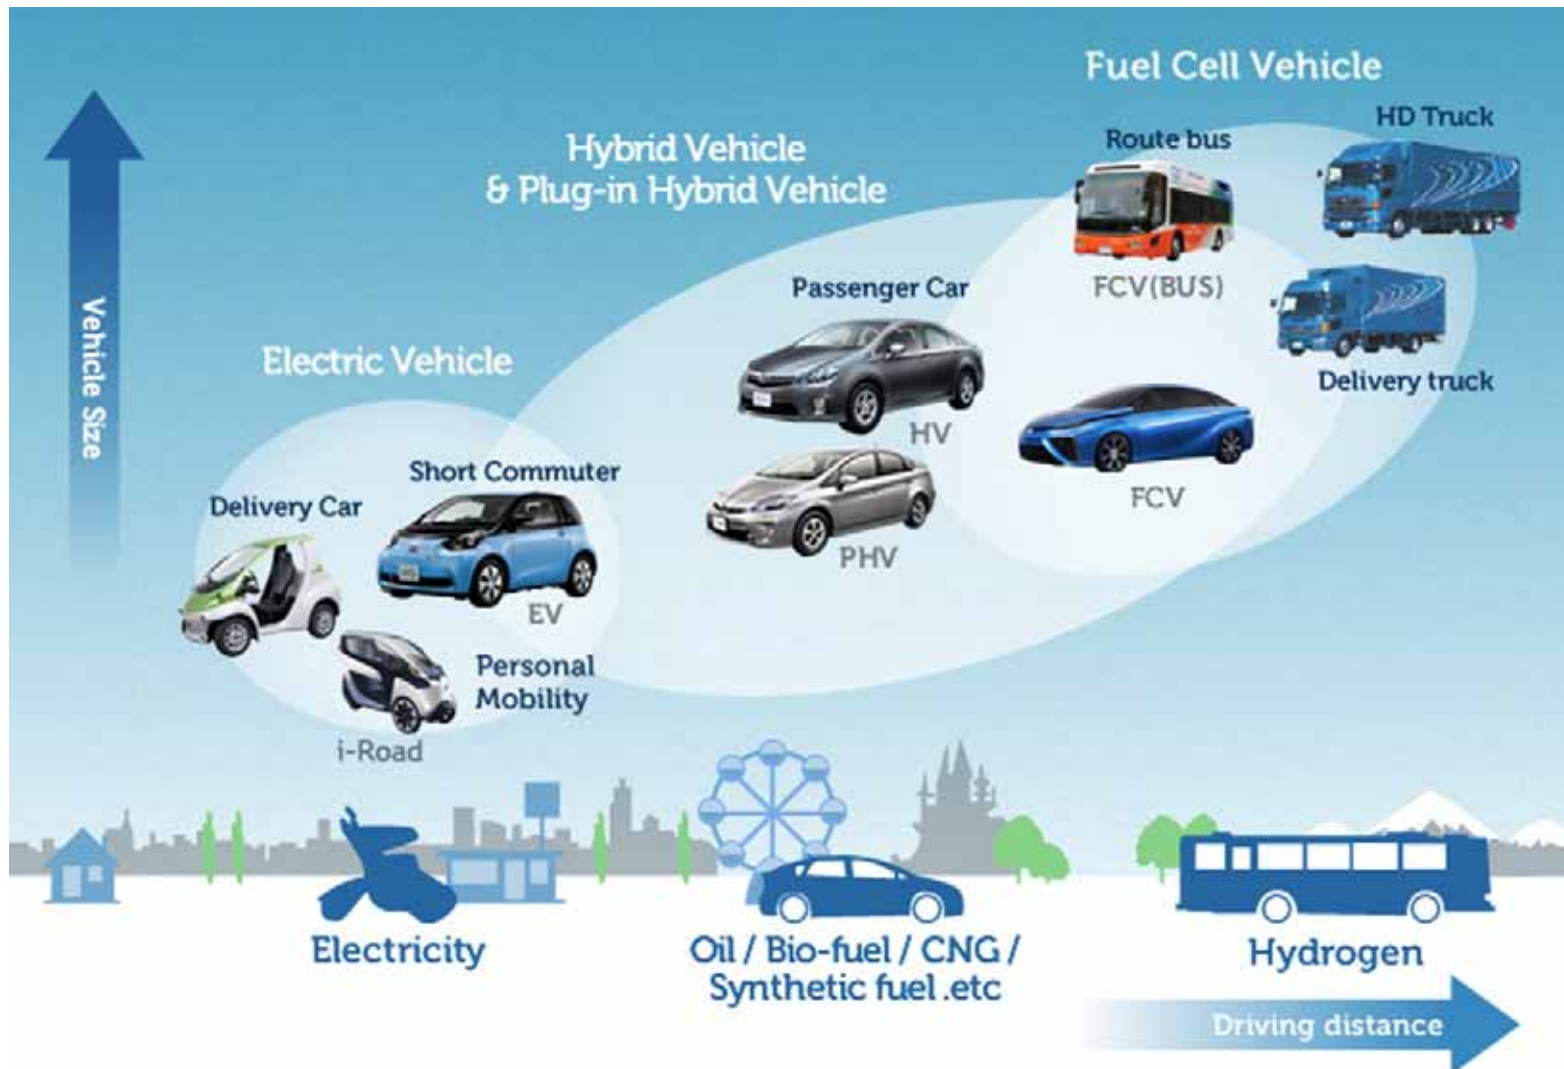 Fuel Cell Vehicle
HD Truck
Route bus
Hybrid Vehicle
& Plug-in Hybrid Vehicle
FCV(BUS)
Passenger Car
Vehicle Size
Electric Vehicle
Delivery truck
HV
Short Commuter
Delivery Car
FCV
PHV
EV
Personal
Mobility
i-Road
Electricity
Oil / Bio-fuel / CNG /
Synthetic fuel .etc
Hydrogen
Driving distance